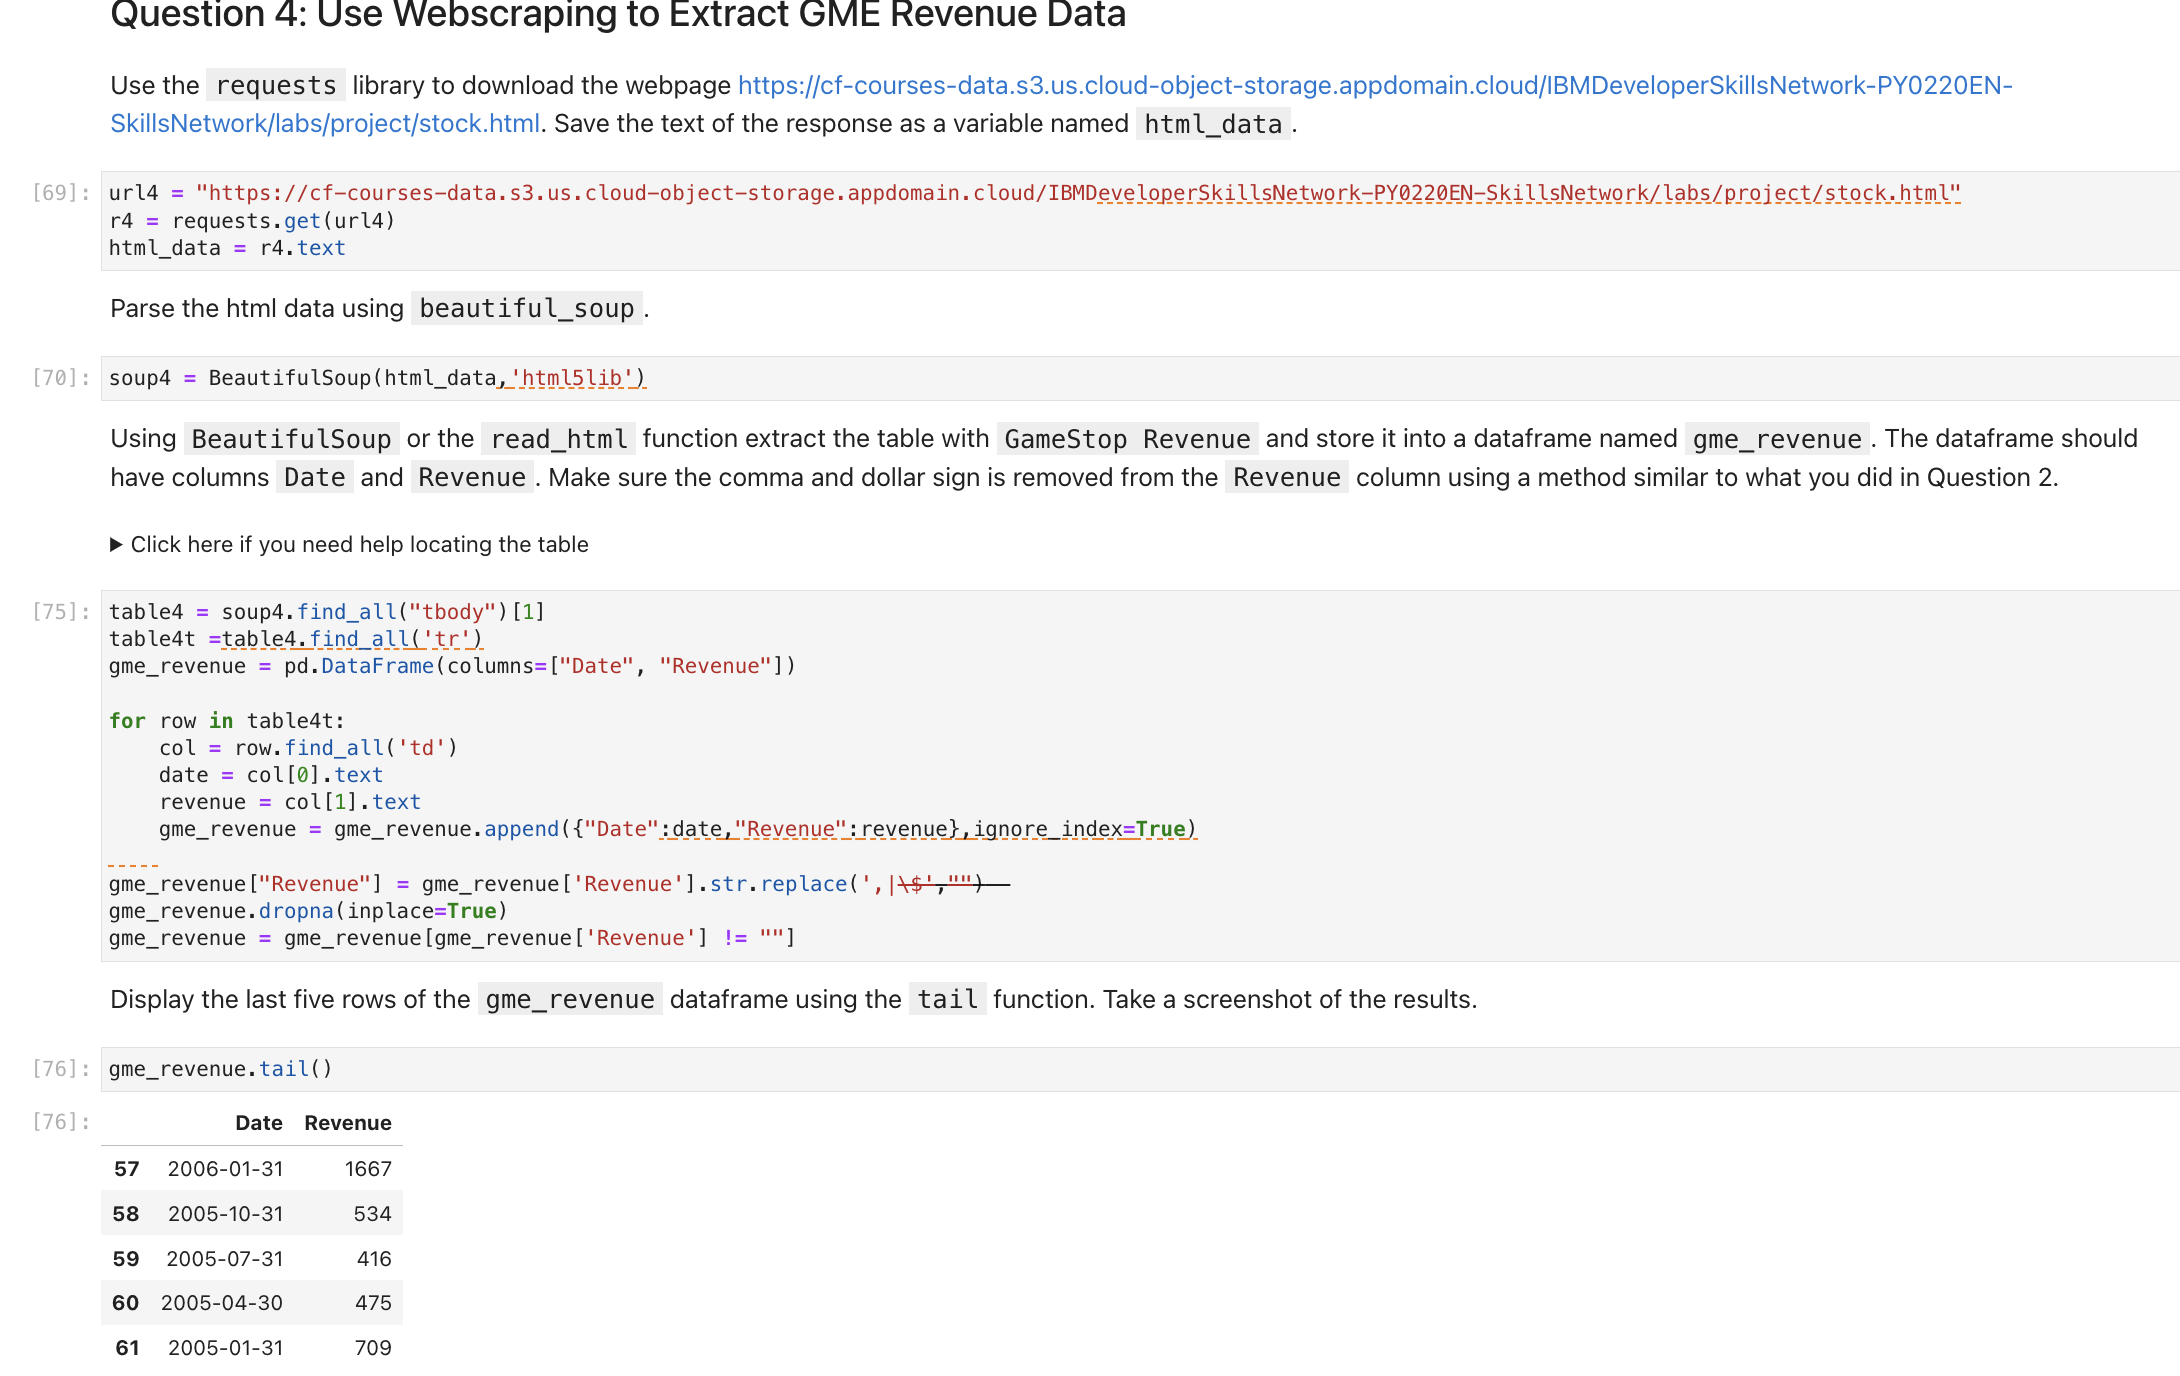 Question 4: Use Webscraping to Extract GME Revenue Data
Use the requests library to download the webpage https://cf-courses-data.s3.us.cloud-object-storage.appdomain.cloud/IBMDeveloperSkillsNetwork-PY0220EN-
SkillsNetwork/labs/project/stock.html. Save the text of the response as a variable named html_data.
[69]: url4 = "https://cf-courses-data.s3.us.cloud-object-storage.appdomain.cloud/IBMDeveloperSkillsNetwork-PY0220EN-SkillsNetwork/labs/project/stock.html"
r4 = requests.get(url4)
html_data = r4.text
Parse the html data using beautiful_soup.
[70]: soup4 = BeautifulSoup(html_data,'html5lib')
Using BeautifulSoup or the read_html function extract the table with GameStop Revenue and store it into a dataframe named gme_revenue. The dataframe should
have columns Date and Revenue. Make sure the comma and dollar sign is removed from the Revenue column using a method similar to what you did in Question 2.
▶ Click here if you need help locating the table
[75]: table4 = soup4.find_all("tbody")[1]
table4t =table4.find_all('tr')
gme_revenue = pd.DataFrame(columns=["Date", "Revenue"])
for row in table4t:
    col = row.find_all('td')
    date = col[0].text
    revenue = col[1].text
    gme_revenue = gme_revenue.append({"Date":date,"Revenue":revenue},ignore_index=True)
gme_revenue["Revenue"] = gme_revenue['Revenue'].str.replace(',|\$',"")
gme_revenue.dropna(inplace=True)
gme_revenue = gme_revenue[gme_revenue['Revenue'] != ""]
Display the last five rows of the gme_revenue dataframe using the tail function. Take a screenshot of the results.
[76]: gme_revenue.tail()
[76]: Date Revenue
57 2006-01-31 1667
58 2005-10-31 534
59 2005-07-31 416
60 2005-04-30 475
61 2005-01-31 709